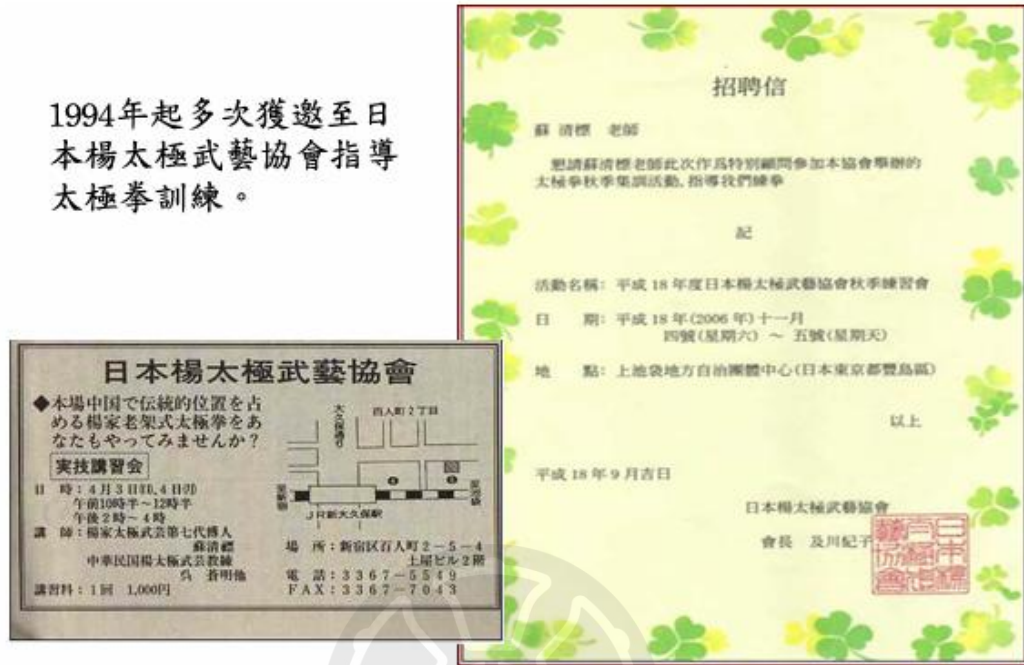 1994年起多次獲邀至日
本楊太極武藝協會指導
太極拳訓練。
招聘信
蘇 清標 老師
懇請蘇清標老師此次作爲特別顧問參加本協會舉辦的
太極拳秋季集訓活動,指導我們練拳
記
活動名稱: 平成 18 年度日本楊太極武藝協會秋季練習會
日 期: 平成 18 年(2006 年)十一月
四號(星期六) ~ 五號(星期天)
地 點: 上池袋地方自治團體中心(日本東京都豐島區)
以上
平成 18 年 9 月吉日
日本楊太極武藝協會
會長 及川紀子
日本楊太極武藝協會
◆本場中国で伝統的位置を占
める楊家老架式太極拳をあ
なたもやってみませんか?
実技講習会
日 時:4月3日(日),4日(月)
午前10時半~12時半
午後2時~4時
講 師:楊家太極武芸第七代傳人
蘇清標
中華民国楊太極武芸教練
呉 蒼明他
講習料:1回 1,000円
大久保通り
百人町2丁目
至新宿
JR新大久保駅
至池袋
場 所:新宿区百人町2-5-4
土屋ビル2階
電 話:3367-5549
FAX:3367-7043